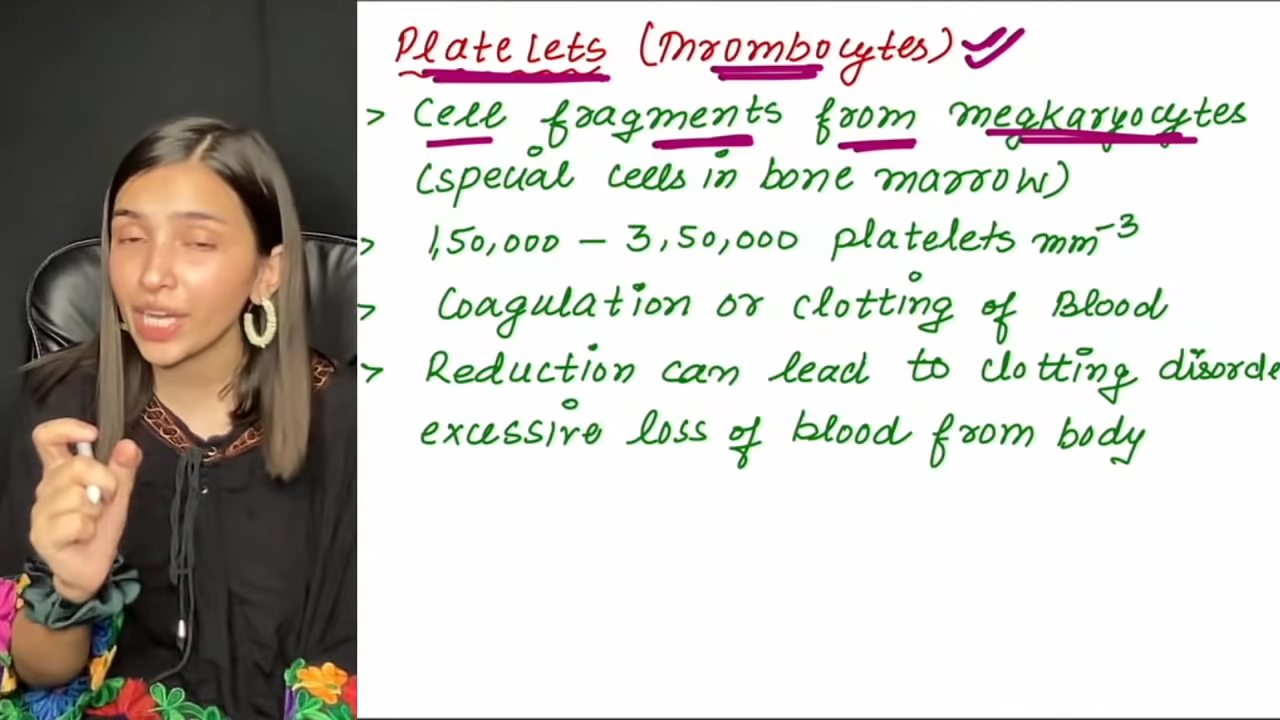 Platelets (Thrombocytes)
> Cell fragments from megkaryocytes
(special cells in bone marrow)
> 1,50,000 – 3,50,000 platelets mm⁻³
> Coagulation or clotting of Blood
> Reduction can lead to clotting disorde
excessive loss of blood from body